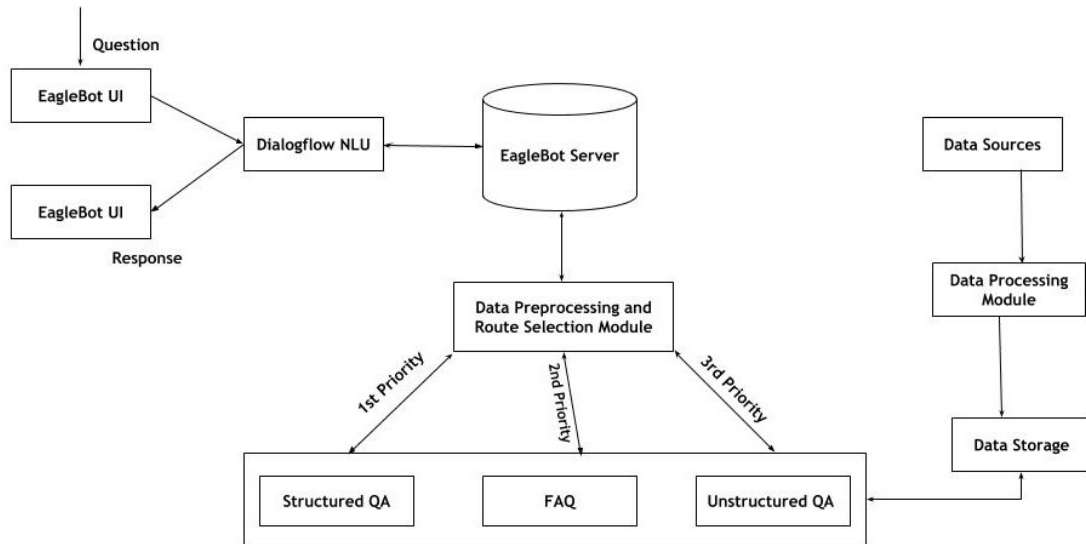 Question
EagleBot UI
Dialogflow NLU
EagleBot Server
EagleBot UI
Response
Data Sources
Data Preprocessing and
Route Selection Module
Data Processing
Module
1st Priority
2nd Priority
3rd Priority
Data Storage
Structured QA
FAQ
Unstructured QA